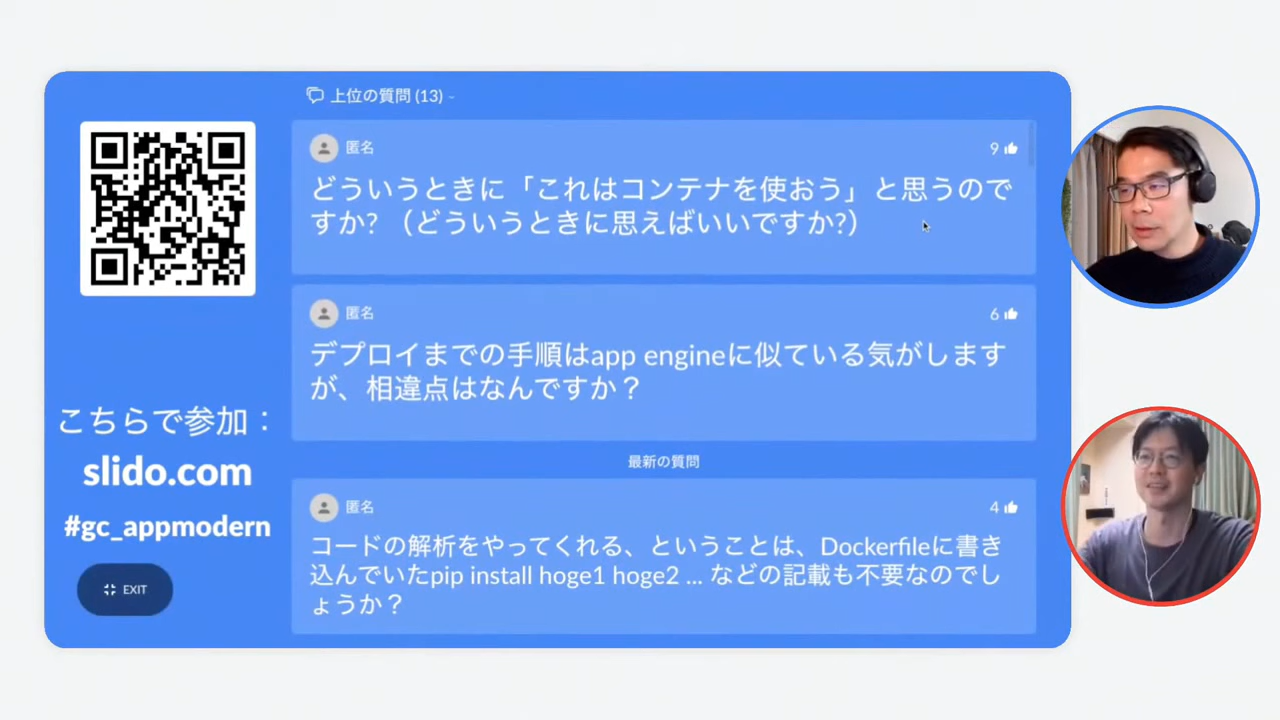 上位の質問 (13)
匿名
9
どういうときに「これはコンテナを使おう」と思うので
すか? （どういうときに思えばいいですか?）
匿名
6
デプロイまでの手順はapp engineに似ている気がします
が、相違点はなんですか？
最新の質問
匿名
4
コードの解析をやってくれる、ということは、Dockerfileに書き
込んでいたpip install hoge1 hoge2 ... などの記載も不要なのでし
ょうか？
こちらで参加：
slido.com
#gc_appmodern
EXIT